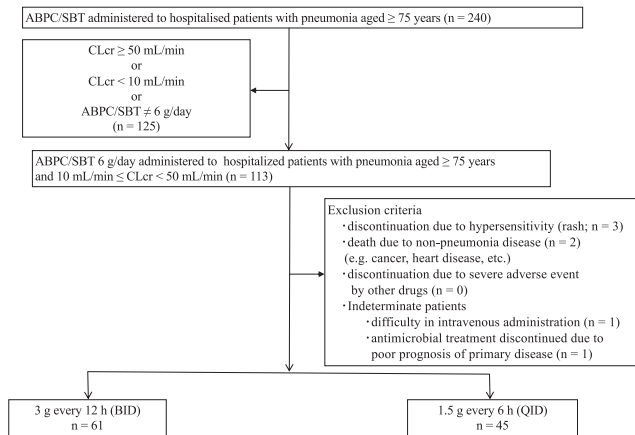 ABPC/SBT administered to hospitalised patients with pneumonia aged ≥ 75 years (n = 240)
CLcr ≥ 50 mL/min
or
CLcr < 10 mL/min
or
ABPC/SBT ≠ 6 g/day
(n = 125)
ABPC/SBT 6 g/day administered to hospitalized patients with pneumonia aged ≥ 75 years
and 10 mL/min ≤ CLcr < 50 mL/min (n = 113)
Exclusion criteria
・discontinuation due to hypersensitivity (rash; n = 3)
・death due to non-pneumonia disease (n = 2)
(e.g. cancer, heart disease, etc.)
・discontinuation due to severe adverse event
by other drugs (n = 0)
・Indeterminate patients
・difficulty in intravenous administration (n = 1)
・antimicrobial treatment discontinued due to
poor prognosis of primary disease (n = 1)
3 g every 12 h (BID)
n = 61
1.5 g every 6 h (QID)
n = 45